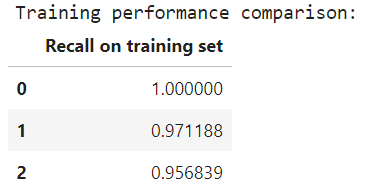 Training performance comparison:
Recall on training set
0 1.000000
1 0.971188
2 0.956839